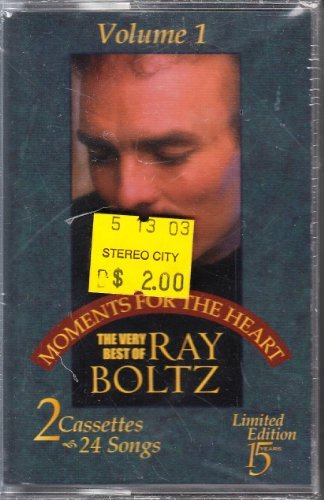 Volume 1
5 13 03
STEREO CITY
D$ 2.00
MOMENTS FOR THE HEART
THE VERY
BEST OF RAY
BOLTZ
2 Cassettes
24 Songs
Limited
Edition
15 YEARS